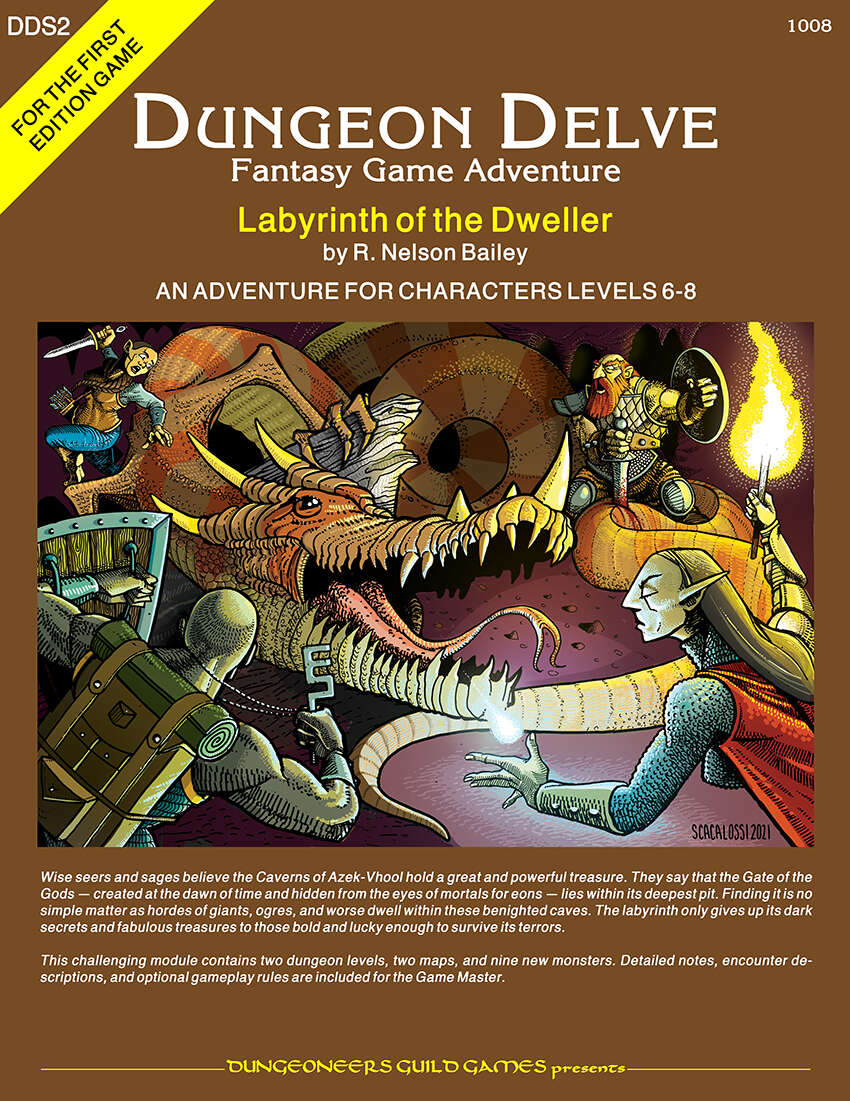 DDS2
1008
FOR THE FIRST
EDITION GAME
DUNGEON DELVE
Fantasy Game Adventure
Labyrinth of the Dweller
by R. Nelson Bailey
AN ADVENTURE FOR CHARACTERS LEVELS 6-8
SCACALOSSI 2021
Wise seers and sages believe the Caverns of Azek-Vhool hold a great and powerful treasure. They say that the Gate of the
Gods — created at the dawn of time and hidden from the eyes of mortals for eons — lies within its deepest pit. Finding it is no
simple matter as hordes of giants, ogres, and worse dwell within these benighted caves. The labyrinth only gives up its dark
secrets and fabulous treasures to those bold and lucky enough to survive its terrors.
This challenging module contains two dungeon levels, two maps, and nine new monsters. Detailed notes, encounter de-
scriptions, and optional gameplay rules are included for the Game Master.
DUNGEONEERS GUILD GAMES presents